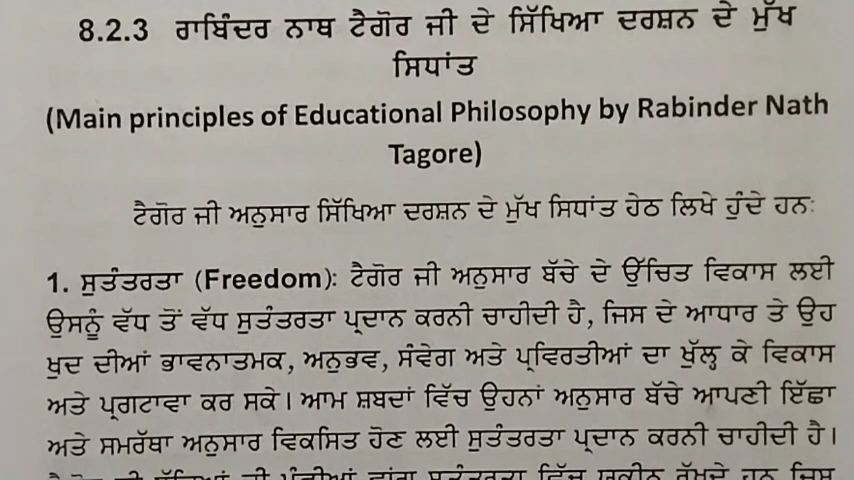 8.2.3 ਰਾਬਿੰਦਰ ਨਾਥ ਟੈਗੋਰ ਜੀ ਦੇ ਸਿੱਖਿਆ ਦਰਸ਼ਨ ਦੇ ਮੁੱਖ
ਸਿਧਾਂਤ
(Main principles of Educational Philosophy by Rabinder Nath
Tagore)
ਟੈਗੋਰ ਜੀ ਅਨੁਸਾਰ ਸਿੱਖਿਆ ਦਰਸ਼ਨ ਦੇ ਮੁੱਖ ਸਿਧਾਂਤ ਹੇਠ ਲਿਖੇ ਹੁੰਦੇ ਹਨ:
1. ਸੁਤੰਤਰਤਾ (Freedom): ਟੈਗੋਰ ਜੀ ਅਨੁਸਾਰ ਬੱਚੇ ਦੇ ਉੱਚਿਤ ਵਿਕਾਸ ਲਈ
ਉਸਨੂੰ ਵੱਧ ਤੋਂ ਵੱਧ ਸੁਤੰਤਰਤਾ ਪ੍ਰਦਾਨ ਕਰਨੀ ਚਾਹੀਦੀ ਹੈ, ਜਿਸ ਦੇ ਆਧਾਰ ਤੇ ਉਹ
ਖੁਦ ਦੀਆਂ ਭਾਵਨਾਤਮਕ, ਅਨੁਭਵ, ਸੰਵੇਗ ਅਤੇ ਪ੍ਰਵਿਰਤੀਆਂ ਦਾ ਖੁੱਲ੍ਹ ਕੇ ਵਿਕਾਸ
ਅਤੇ ਪ੍ਰਗਟਾਵਾ ਕਰ ਸਕੇ। ਆਮ ਸ਼ਬਦਾਂ ਵਿੱਚ ਉਹਨਾਂ ਅਨੁਸਾਰ ਬੱਚੇ ਆਪਣੀ ਇੱਛਾ
ਅਤੇ ਸਮਰੱਥਾ ਅਨੁਸਾਰ ਵਿਕਸਿਤ ਹੋਣ ਲਈ ਸੁਤੰਤਰਤਾ ਪ੍ਰਦਾਨ ਕਰਨੀ ਚਾਹੀਦੀ ਹੈ।